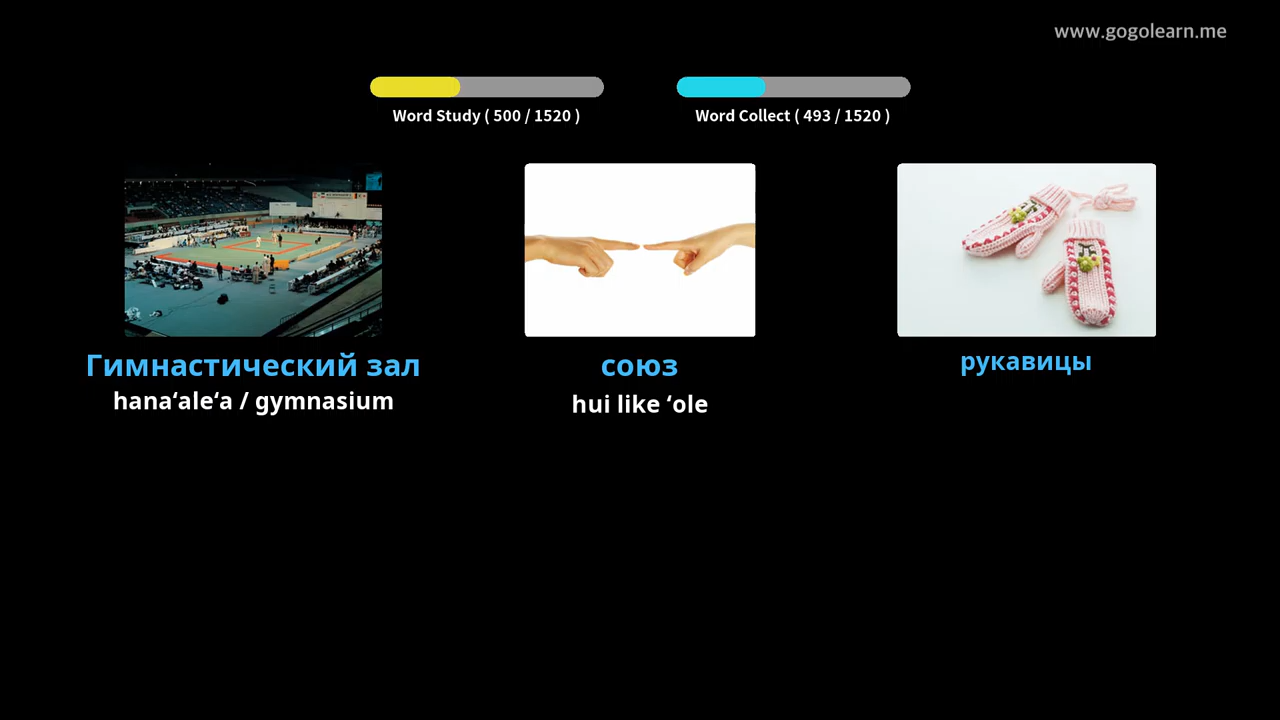 www.gogolearn.me
Word Study ( 500 / 1520 )
Word Collect ( 493 / 1520 )
Гимнастический зал
hanaʻaleʻa / gymnasium
союз
hui like ʻole
рукавицы